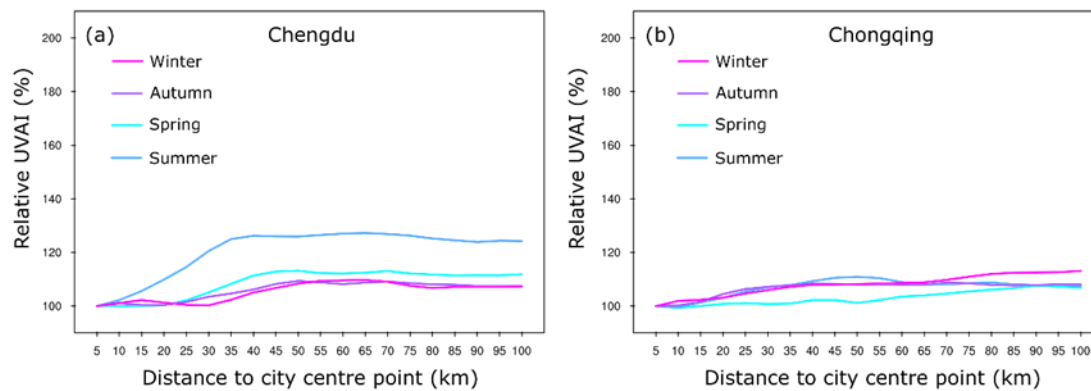 (a) Chengdu
Relative UVAI (%)
200
180
160
140
120
100
Winter
Autumn
Spring
Summer
5 10 15 20 25 30 35 40 45 50 55 60 65 70 75 80 85 90 95 100
Distance to city centre point (km)
(b) Chongqing
Relative UVAI (%)
200
180
160
140
120
100
Winter
Autumn
Spring
Summer
5 10 15 20 25 30 35 40 45 50 55 60 65 70 75 80 85 90 95 100
Distance to city centre point (km)